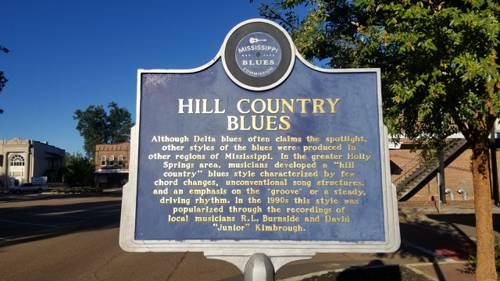 MISSISSIPPI
BLUES
COMMISSION
HILL COUNTRY
BLUES
Although Delta blues often claims the spotlight,
other styles of the blues were produced in
other regions of Mississippi. In the greater Holly
Springs area, musicians developed a "hill
country" blues style characterized by few
chord changes, unconventional song structures,
and an emphasis on the "groove" or a steady,
driving rhythm. In the 1990s this style was
popularized through the recordings of
local musicians R.L. Burnside and David
"Junior" Kimbrough.